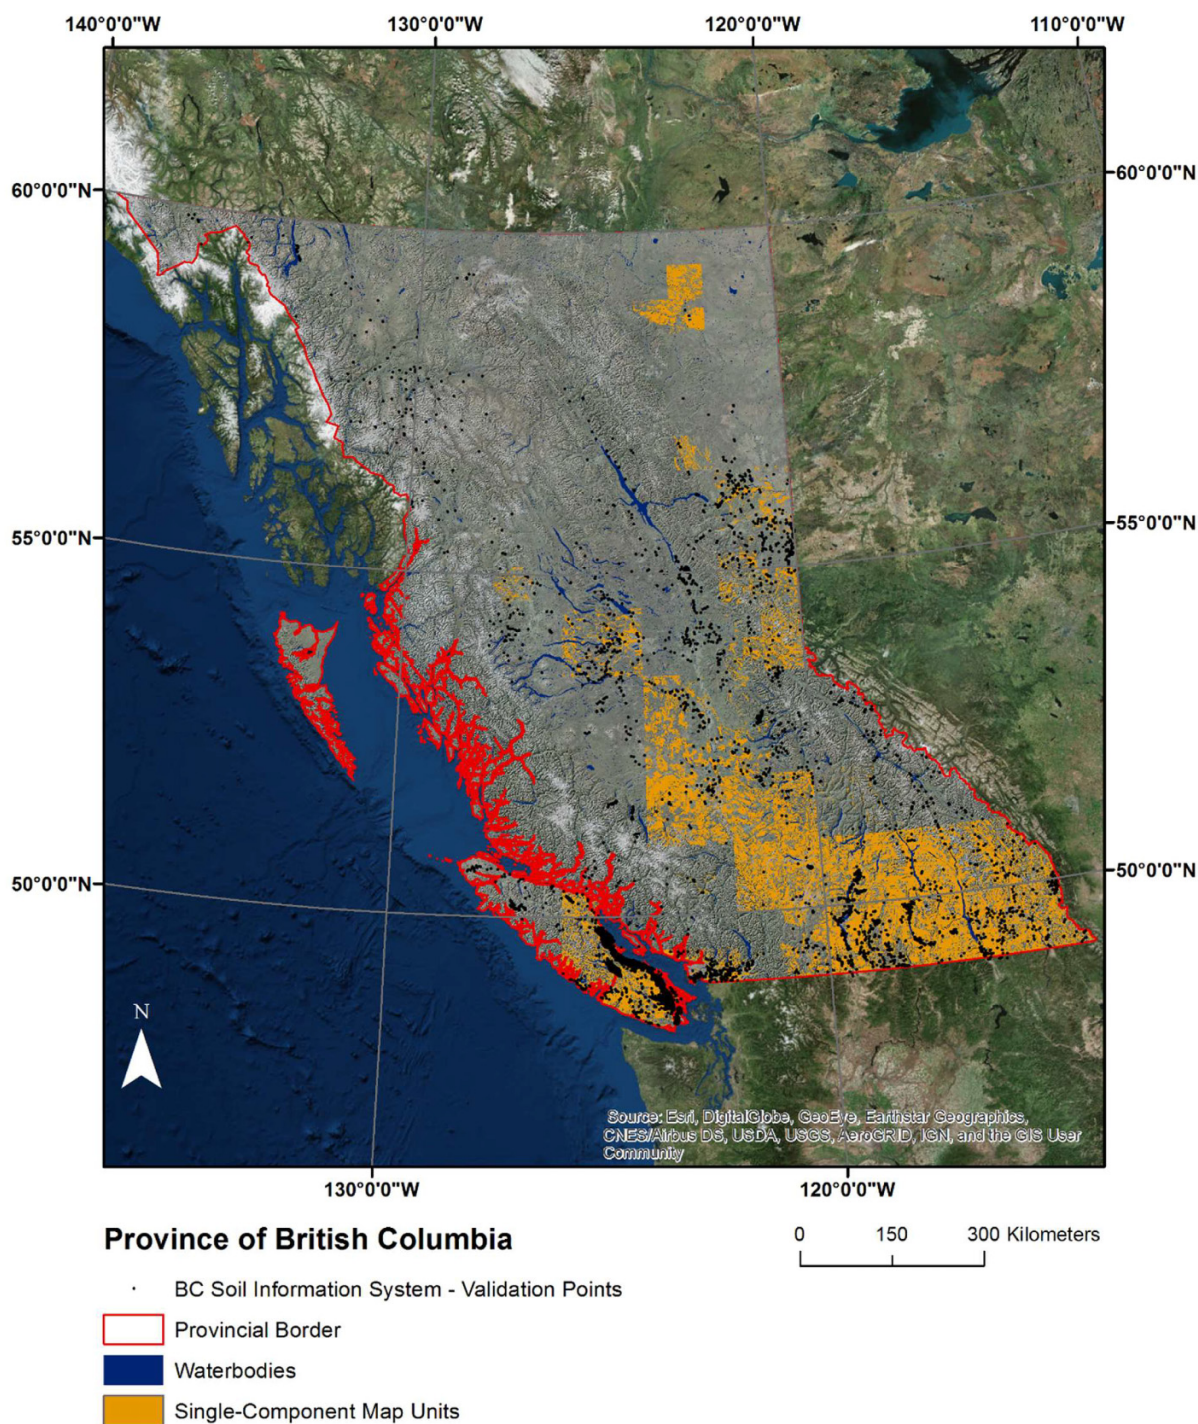 140°0'0"W 130°0'0"W 120°0'0"W 110°0'0"W
60°0'0"N 60°0'0"N
55°0'0"N 55°0'0"N
50°0'0"N 50°0'0"N
N
Source: Esri, DigitalGlobe, GeoEye, Earthstar Geographics,
CNES/Airbus DS, USDA, USGS, AeroGRID, IGN, and the GIS User
Community
130°0'0"W 120°0'0"W
Province of British Columbia
0 150 300 Kilometers
BC Soil Information System - Validation Points
Provincial Border
Waterbodies
Single-Component Map Units